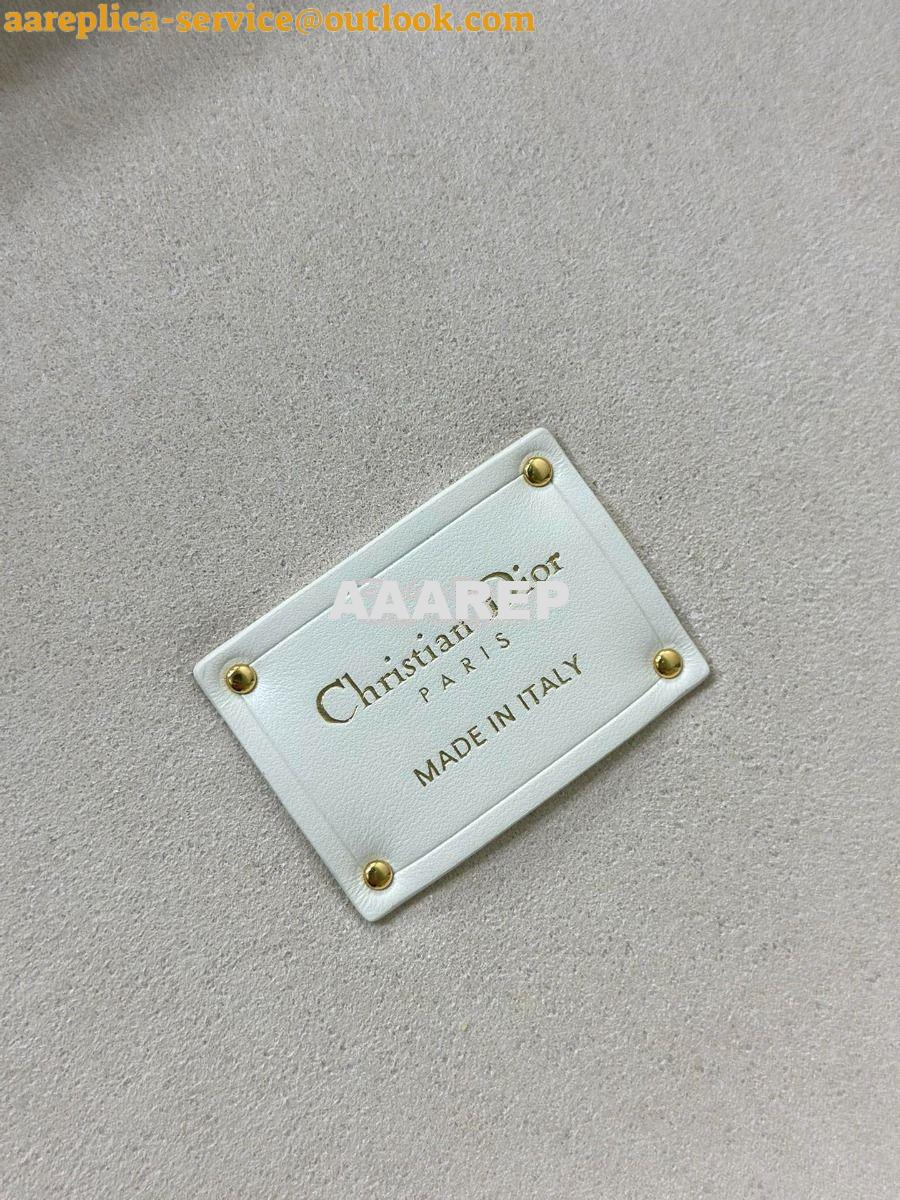 aareplica-service@outlook.com
AAAREP
Christian Dior
PARIS
MADE IN ITALY